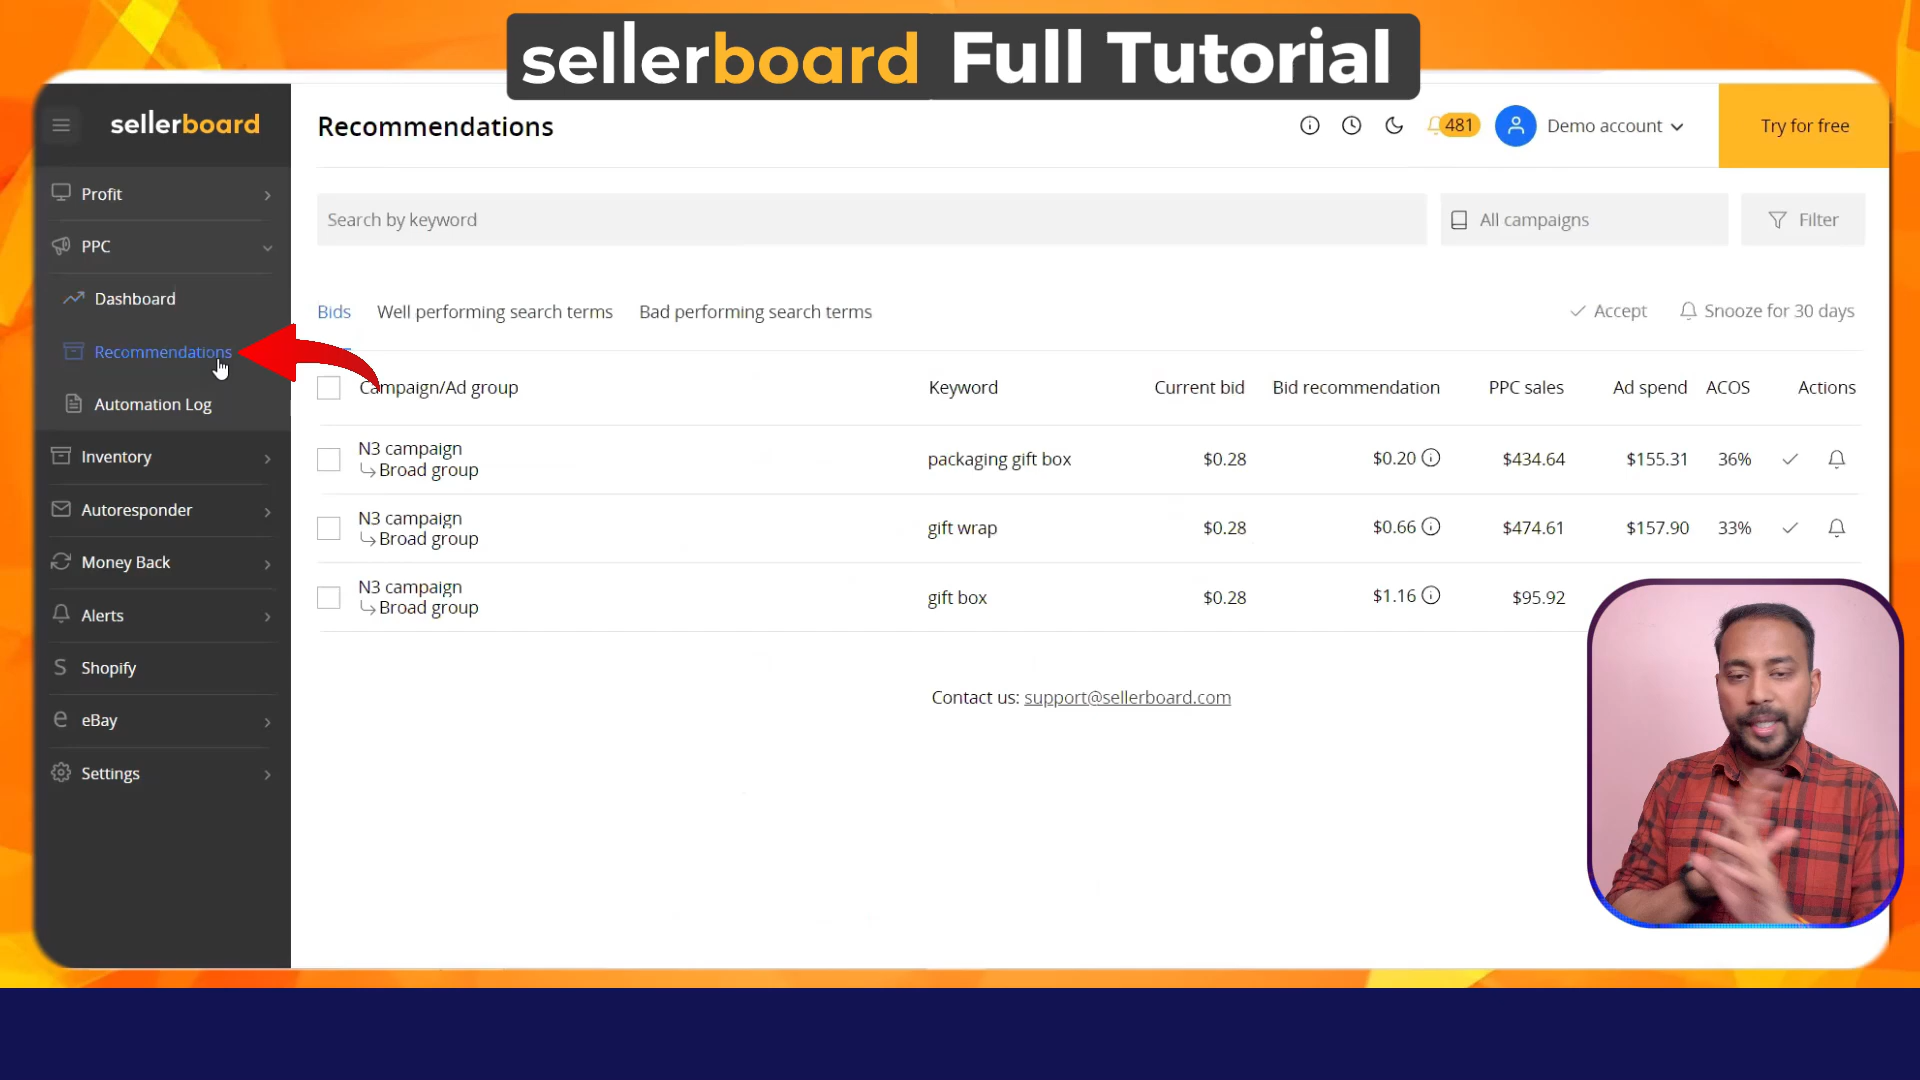 sellerboard Full Tutorial
sellerboard
Recommendations
481
Demo account
Try for free
Profit
PPC
Dashboard
Recommendations
Automation Log
Inventory
Autoresponder
Money Back
Alerts
S Shopify
e eBay
Settings
Search by keyword
All campaigns
Filter
Bids Well performing search terms Bad performing search terms
Accept Snooze for 30 days
Campaign/Ad group Keyword Current bid Bid recommendation PPC sales Ad spend ACOS Actions
N3 campaign
Broad group packaging gift box $0.28 $0.20 $434.64 $155.31 36%
N3 campaign
Broad group gift wrap $0.28 $0.66 $474.61 $157.90 33%
N3 campaign
Broad group gift box $0.28 $1.16 $95.92
Contact us: support@sellerboard.com